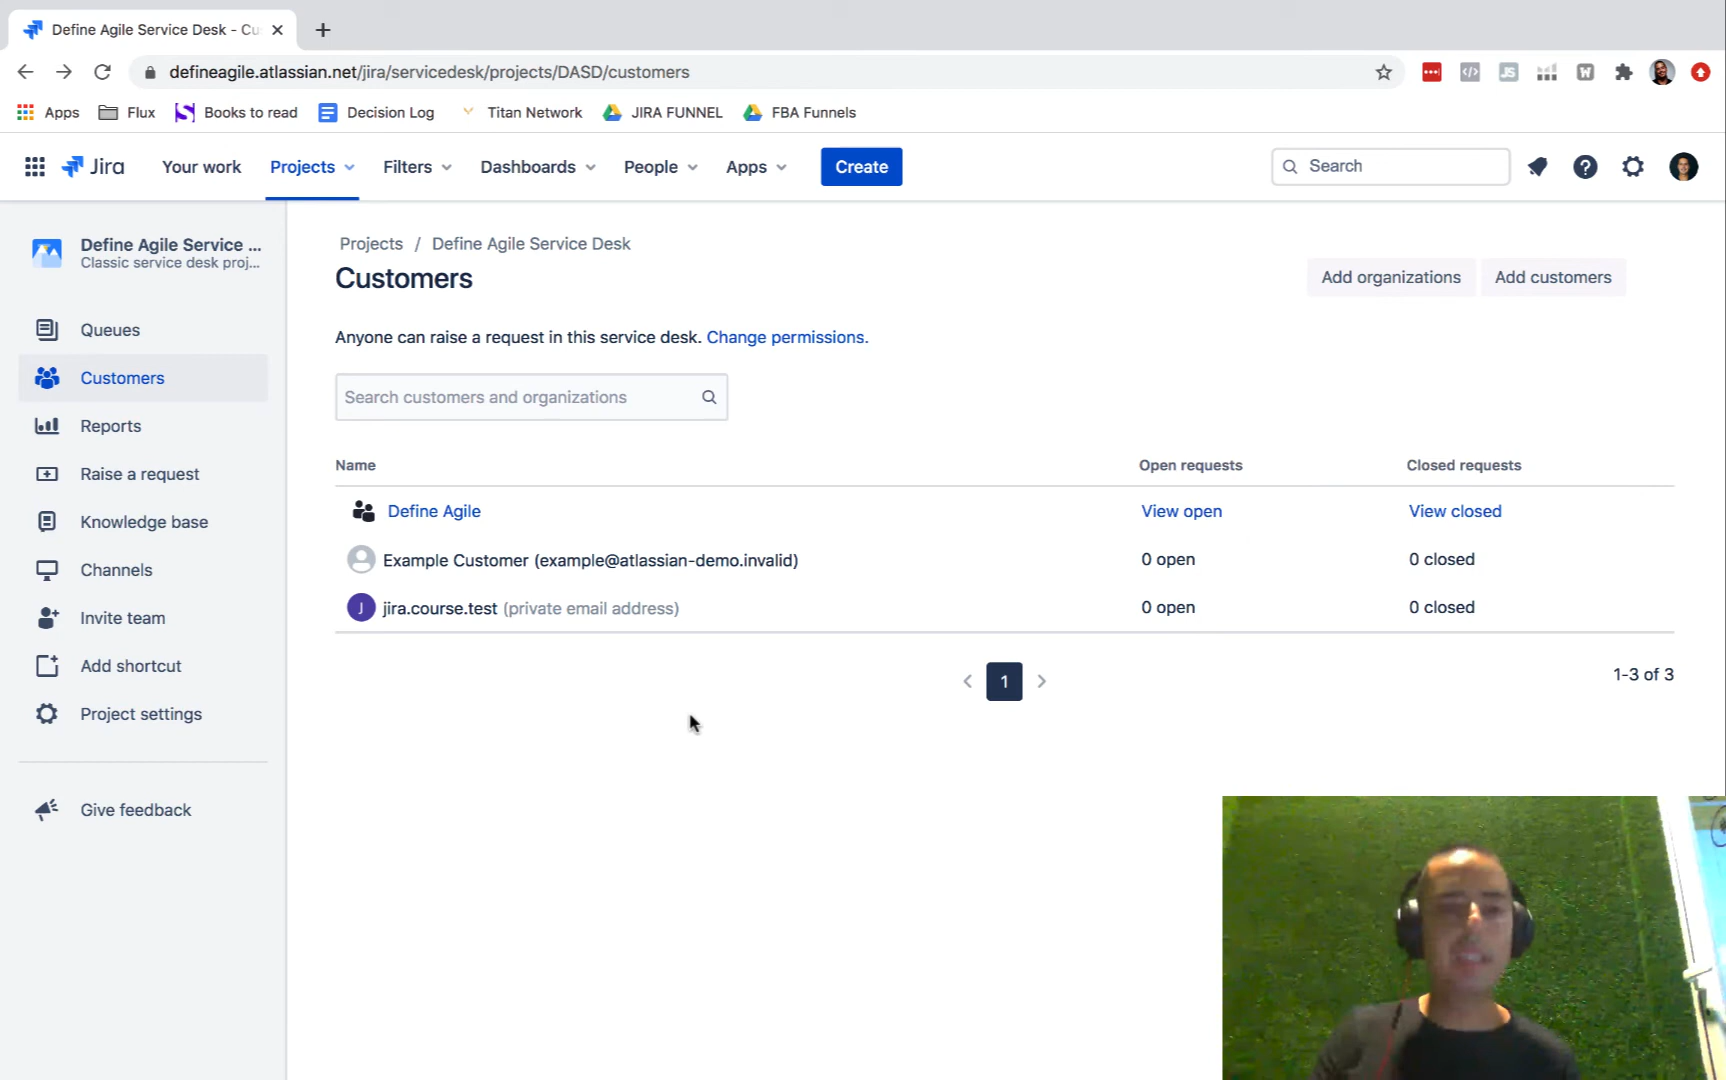 Define Agile Service Desk - Cu
defineagile.atlassian.net/jira/servicedesk/projects/DASD/customers
JS
W
Apps
Flux
Books to read
Decision Log
Titan Network
JIRA FUNNEL
FBA Funnels
Jira
Your work
Projects
Filters
Dashboards
People
Apps
Create
Search
Define Agile Service ...
Classic service desk proj...
Queues
Customers
Reports
Raise a request
Knowledge base
Channels
Invite team
Add shortcut
Project settings
Give feedback
Projects / Define Agile Service Desk
Customers
Add organizations
Add customers
Anyone can raise a request in this service desk. Change permissions.
Search customers and organizations
Name
Open requests
Closed requests
Define Agile
View open
View closed
Example Customer (example@atlassian-demo.invalid)
0 open
0 closed
J
jira.course.test (private email address)
0 open
0 closed
1
1-3 of 3